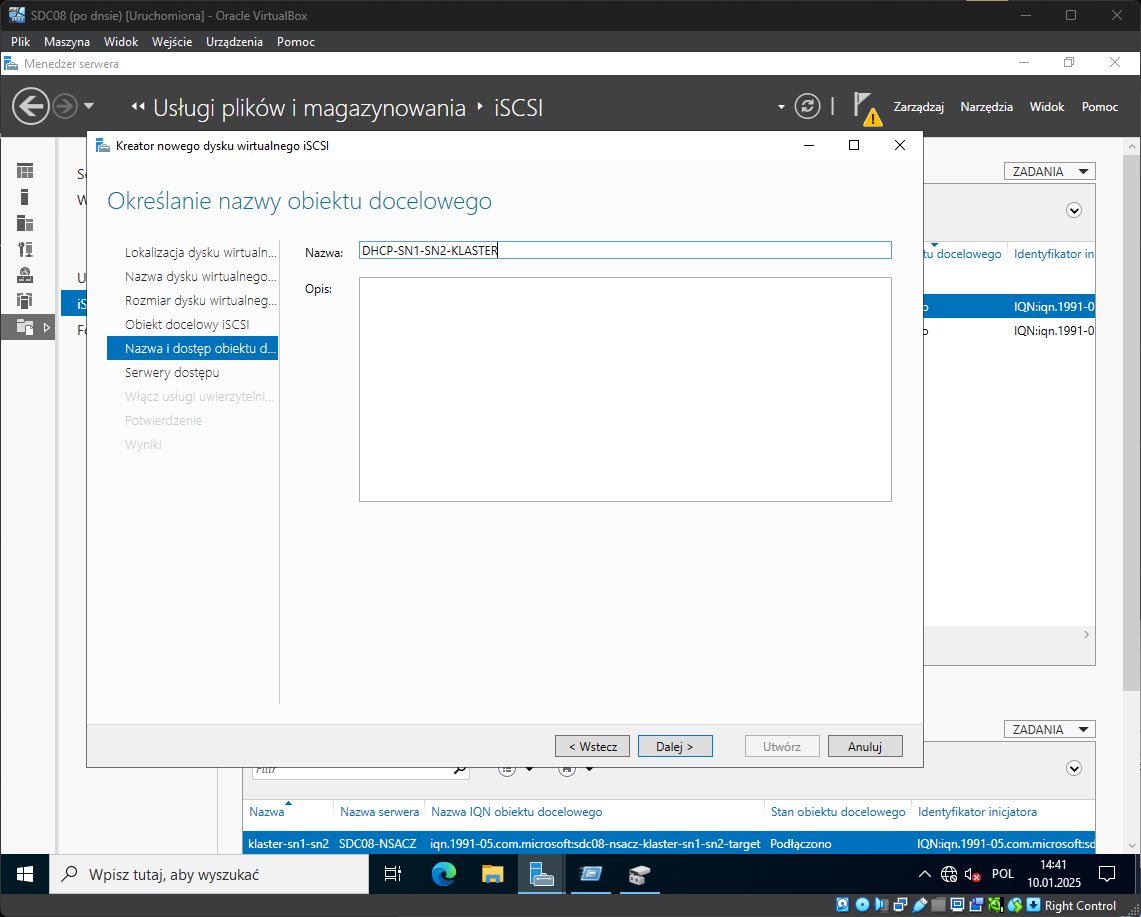 SDC08 (po dnsie) [Uruchomiona] - Oracle VirtualBox
Plik Maszyna Widok Wejście Urządzenia Pomoc
Menedżer serwera
Usługi plików i magazynowania iSCSI
Zarządzaj Narzędzia Widok Pomoc
Kreator nowego dysku wirtualnego iSCSI
ZADANIA
Określanie nazwy obiektu docelowego
Lokalizacja dysku wirtualn...
Nazwa dysku wirtualnego...
Rozmiar dysku wirtualneg...
Obiekt docelowy iSCSI
Nazwa i dostęp obiektu d...
Serwery dostępu
Włącz usługi uwierzytelni...
Potwierdzenie
Wyniki
Nazwa: DHCP-SN1-SN2-KLASTER
Opis:
tu docelowego Identyfikator in
IQN:iqn.1991-0
IQN:iqn.1991-0
< Wstecz Dalej > Utwórz Anuluj
ZADANIA
Filtr
Nazwa Nazwa serwera Nazwa IQN obiektu docelowego Stan obiektu docelowego Identyfikator inicjatora
klaster-sn1-sn2 SDC08-NSACZ iqn.1991-05.com.microsoft:sdc08-nsacz-klaster-sn1-sn2-target Podłączono IQN:iqn.1991-05.com.microsoft:s
Wpisz tutaj, aby wyszukać
POL
14:41
10.01.2025
Right Control